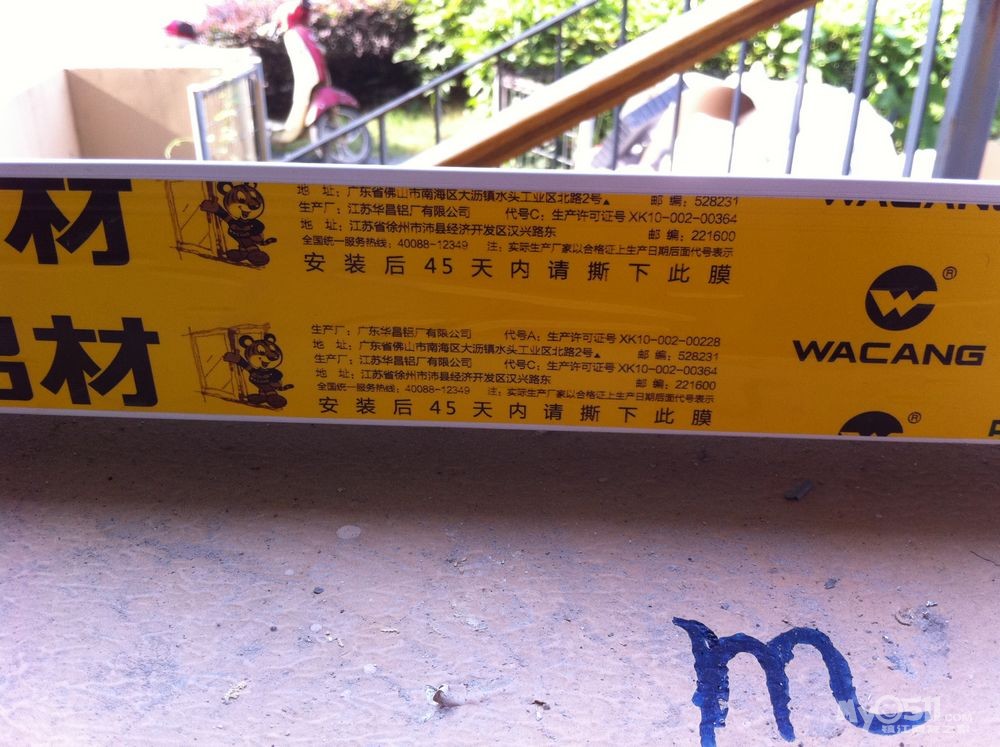 材
地 址：广东省佛山市南海区大沥镇水头工业区北路2号▲ 邮 编：528231
生产厂：江苏华昌铝厂有限公司 代号C：生产许可证号 XK10-002-00364
地 址：江苏省徐州市沛县经济开发区汉兴路东 邮 编：221600
全国统一服务热线：40088-12349 注：实际生产厂家以合格证上生产日期后面代号表示
安装后45天内请撕下此膜
WACANG
®
WACANG
铝材
生产厂：广东华昌铝厂有限公司 代号A：生产许可证号 XK10-002-00228
地 址：广东省佛山市南海区大沥镇水头工业区北路2号▲ 邮 编：528231
生产厂：江苏华昌铝厂有限公司 代号C：生产许可证号 XK10-002-00364
地 址：江苏省徐州市沛县经济开发区汉兴路东 邮 编：221600
全国统一服务热线：40088-12349 注：实际生产厂家以合格证上生产日期后面代号表示
安装后45天内请撕下此膜
®
m